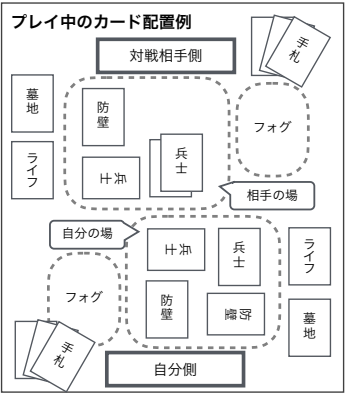 プレイ中のカード配置例
対戦相手側
手札
墓地
防壁
フォグ
ライフ
兵士
兵士
相手の場
自分の場
兵士
兵士
ライフ
フォグ
防壁
防壁
墓地
手札
自分側